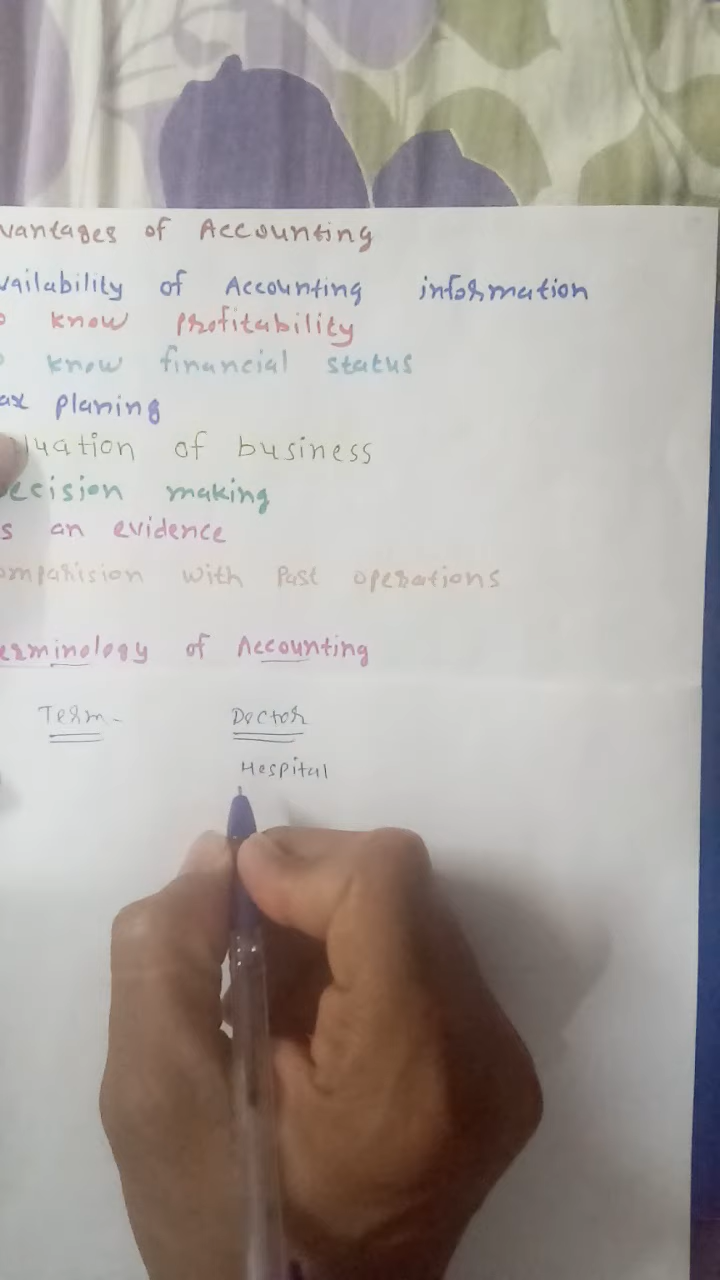 vantages of Accounting
vailability of Accounting information
o know profitability
o know financial status
ax planing
luation of business
ecision making
s an evidence
omparision with Past operations
erminology of Accounting
Term- Doctor
Hospital